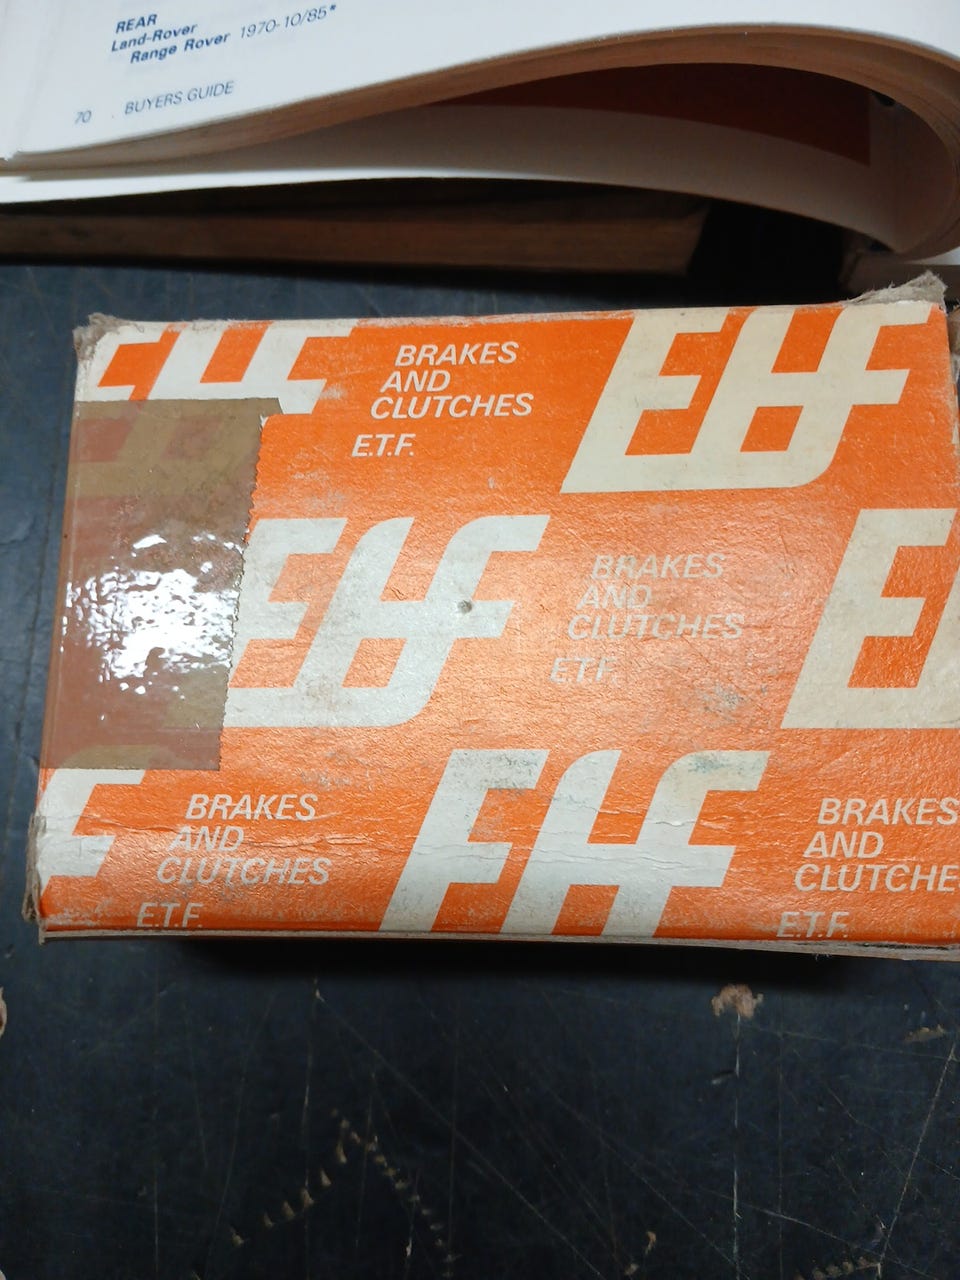 REAR
Land-Rover
Range Rover 1970-10/85*
70 BUYERS GUIDE
BRAKES
AND
CLUTCHES
E.T.F.
EtF
EtF
BRAKES
AND
CLUTCHES
E.T.F.
EtF
BRAKES
AND
CLUTCHES
E.T.F.
BRAKES
AND
CLUTCHE
E.T.F.